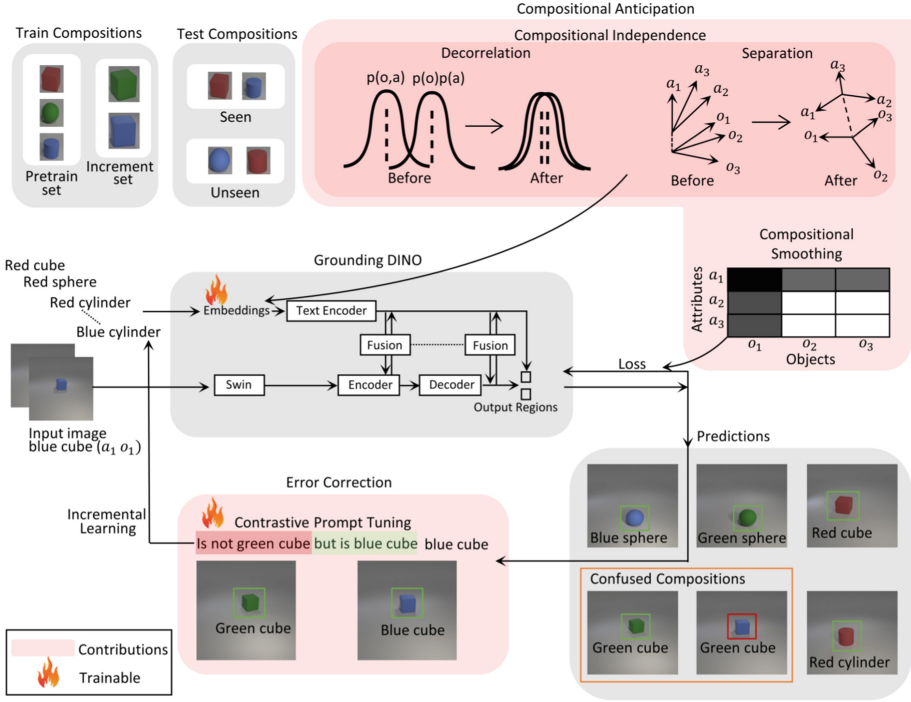 Compositional Anticipation
Train Compositions
Test Compositions
Compositional Independence
Decorrelation
Separation
p(o,a)
p(o)p(a)
Before
After
a₁
a₃
a₂
o₁
o₂
o₃
Before
a₃
a₂
a₁
o₃
o₁
o₂
After
Pretrain
set
Increment
set
Seen
Unseen
Compositional
Smoothing
Attributes
a₁
a₂
a₃
o₁
o₂
o₃
Objects
Grounding DINO
Red cube
Red sphere
Red cylinder
Blue cylinder
Embeddings
Text Encoder
Fusion
Fusion
Swin
Encoder
Decoder
Output Regions
Loss
Input image
blue cube (a₁ o₁)
Predictions
Blue sphere
Green sphere
Red cube
Confused Compositions
Green cube
Green cube
Red cylinder
Error Correction
Incremental
Learning
Contrastive Prompt Tuning
Is not green cube but is blue cube blue cube
Green cube
Blue cube
Contributions
Trainable